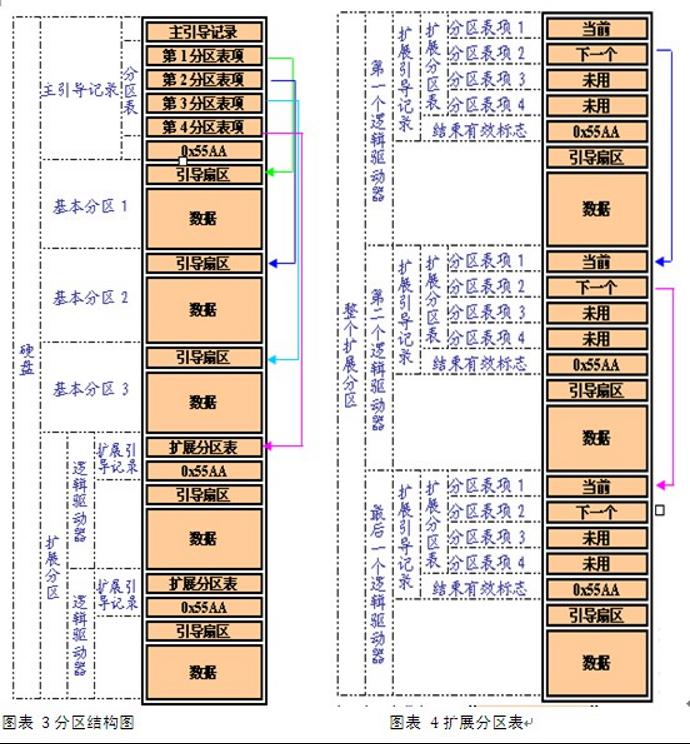 硬盘
主引导记录
分区表
主引导记录
第1分区表项
第2分区表项
第3分区表项
第4分区表项
0x55AA
基本分区 1
引导扇区
数据
基本分区 2
引导扇区
数据
基本分区 3
引导扇区
数据
扩展分区
逻辑驱动器
扩展引导记录
扩展分区表
0x55AA
引导扇区
数据
逻辑驱动器
扩展引导记录
扩展分区表
0x55AA
引导扇区
数据
图表 3分区结构图
整个扩展分区
第一个逻辑驱动器
扩展引导记录
扩展分区表
分区表项 1 当前
分区表项 2 下一个
分区表项 3 未用
分区表项 4 未用
结束有效标志 0x55AA
引导扇区
数据
第二个逻辑驱动器
扩展引导记录
扩展分区表
分区表项 1 当前
分区表项 2 下一个
分区表项 3 未用
分区表项 4 未用
结束有效标志 0x55AA
引导扇区
数据
最后一个逻辑驱动器
扩展引导记录
扩展分区表
分区表项 1 当前
分区表项 2 下一个
分区表项 3 未用
分区表项 4 未用
结束有效标志 0x55AA
引导扇区
数据
图表 4扩展分区表